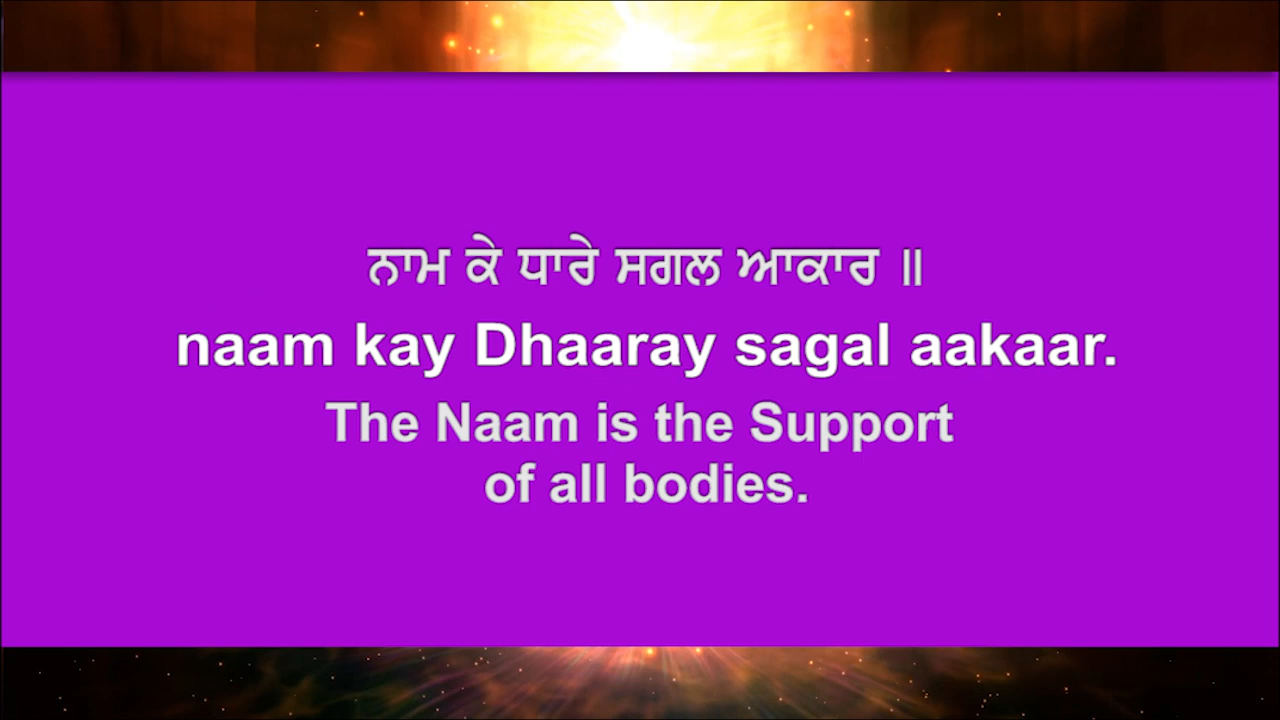 ਨਾਮ ਕੇ ਧਾਰੇ ਸਗਲ ਆਕਾਰ ॥
naam kay Dhaaray sagal aakaar.
The Naam is the Support
of all bodies.